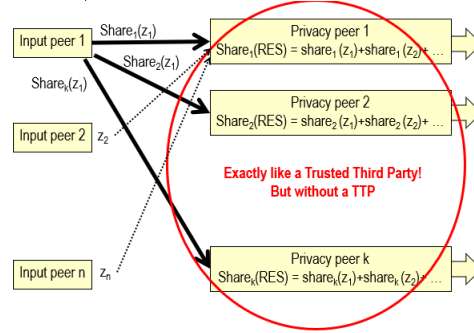 Share1(z1)
Input peer 1
Share2(z1)
Sharek(z1)
Privacy peer 1
Share1(RES) = share1(z1)+share1(z2)+ ...
Privacy peer 2
Share2(RES) = share2(z1)+share2(z2)+ ...
Input peer 2
z2
Exactly like a Trusted Third Party!
But without a TTP
Input peer n
zn
Privacy peer k
Sharek(RES) = sharek(z1)+sharek(z2)+ ...